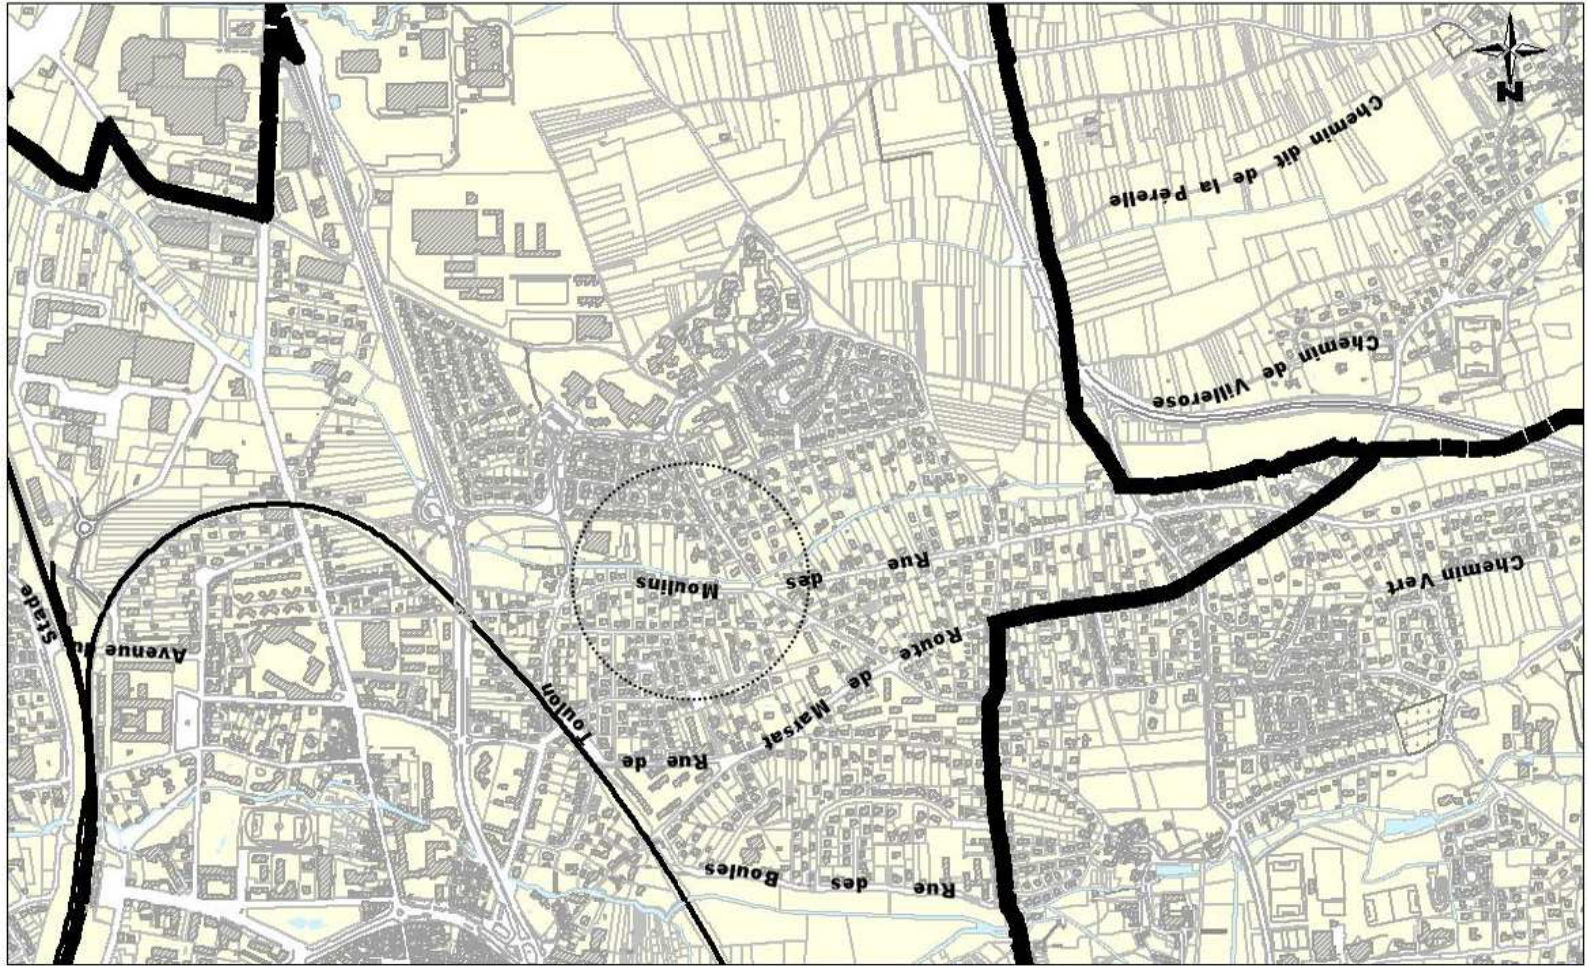 Rue des Boules
Rue de Toulon
Route de Marsat
Avenue du Stade
Rue des Moulins
Chemin Vert
Chemin de Villerose
Chemin dit de la Pérelle
N